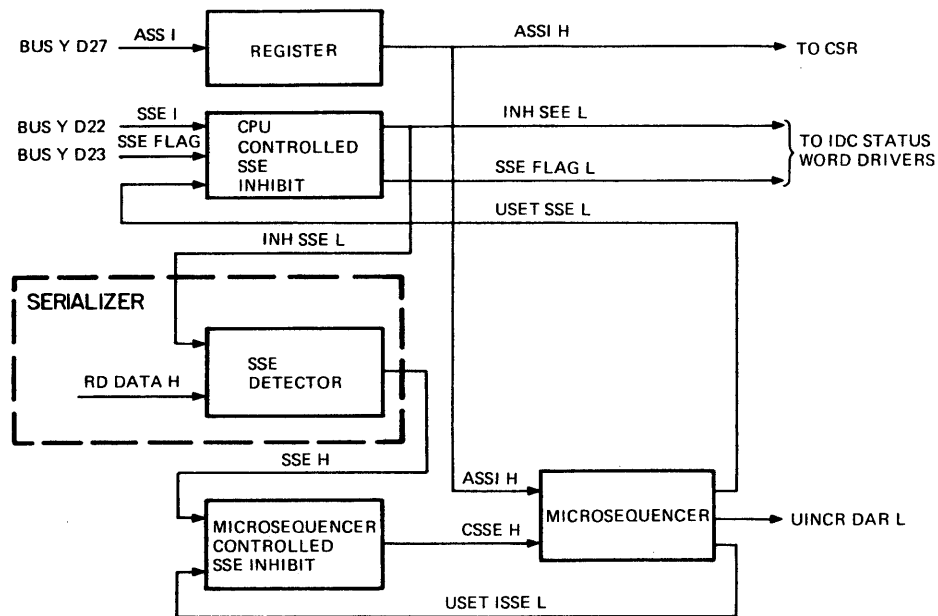 BUS Y D27
ASS I
REGISTER
ASSI H
TO CSR
BUS Y D22
SSE I
BUS Y D23
SSE FLAG
CPU
CONTROLLED
SSE
INHIBIT
INH SEE L
SSE FLAG L
TO IDC STATUS
WORD DRIVERS
USET SSE L
INH SSE L
SERIALIZER
SSE
DETECTOR
RD DATA H
SSE H
ASSI H
MICROSEQUENCER
CONTROLLED
SSE INHIBIT
CSSE H
MICROSEQUENCER
UINCR DAR L
USET ISSE L